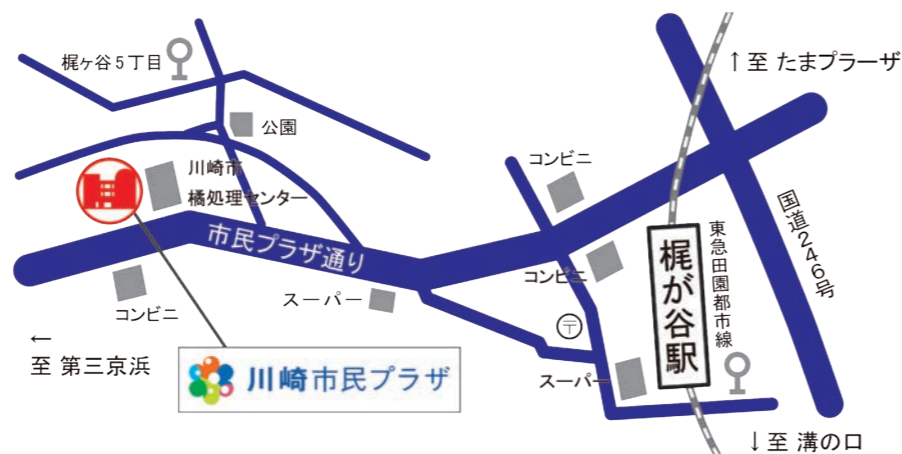 梶ヶ谷5丁目
↑至 たまプラーザ
公園
コンビニ
川崎市
橘処理センター
国道246号
東急田園都市線
市民プラザ通り
梶が谷駅
コンビニ
スーパー
コンビニ
〒
←
至 第三京浜
川崎市民プラザ
スーパー
↓至 溝の口